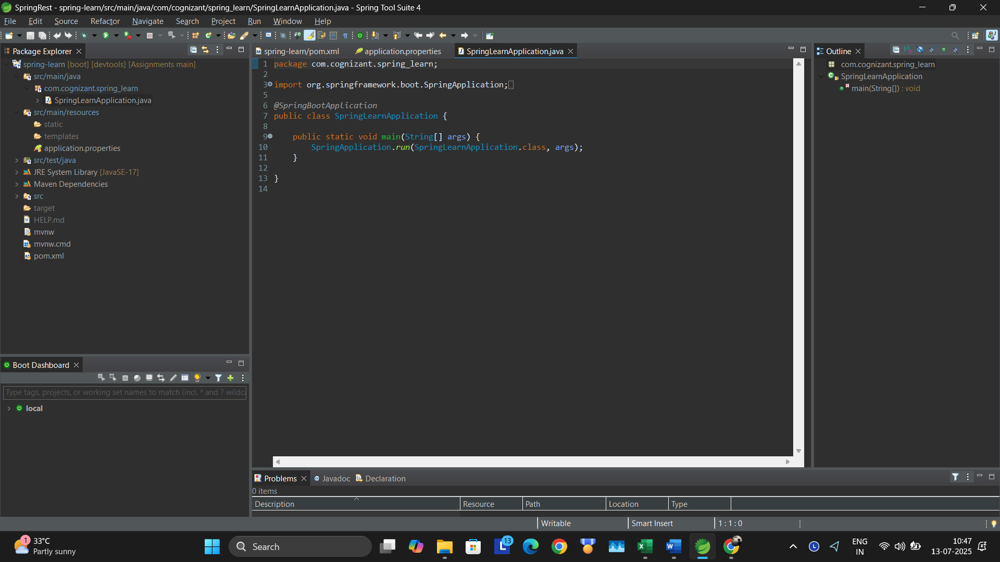 SpringRest - spring-learn/src/main/java/com/cognizant/spring_learn/SpringLearnApplication.java - Spring Tool Suite 4
File Edit Source Refactor Navigate Search Project Run Window Help
Package Explorer
spring-learn [boot] [devtools] [Assignments main]
src/main/java
com.cognizant.spring_learn
SpringLearnApplication.java
src/main/resources
static
templates
application.properties
src/test/java
JRE System Library [JavaSE-17]
Maven Dependencies
src
target
HELP.md
mvnw
mvnw.cmd
pom.xml
Boot Dashboard
Type tags, projects, or working set names to match (incl. * and ? wildca
local
spring-learn/pom.xml application.properties SpringLearnApplication.java
1 package com.cognizant.spring_learn;
2
3 import org.springframework.boot.SpringApplication;
5
6 @SpringBootApplication
7 public class SpringLearnApplication {
8
9 public static void main(String[] args) {
10 SpringApplication.run(SpringLearnApplication.class, args);
11 }
12
13 }
14
Outline
com.cognizant.spring_learn
SpringLearnApplication
main(String[]) : void
Problems Javadoc Declaration
0 items
Description Resource Path Location Type
Writable Smart Insert 1 : 1 : 0
1 33°C
Partly sunny
Search
13
ENG
IN
10:47
13-07-2025